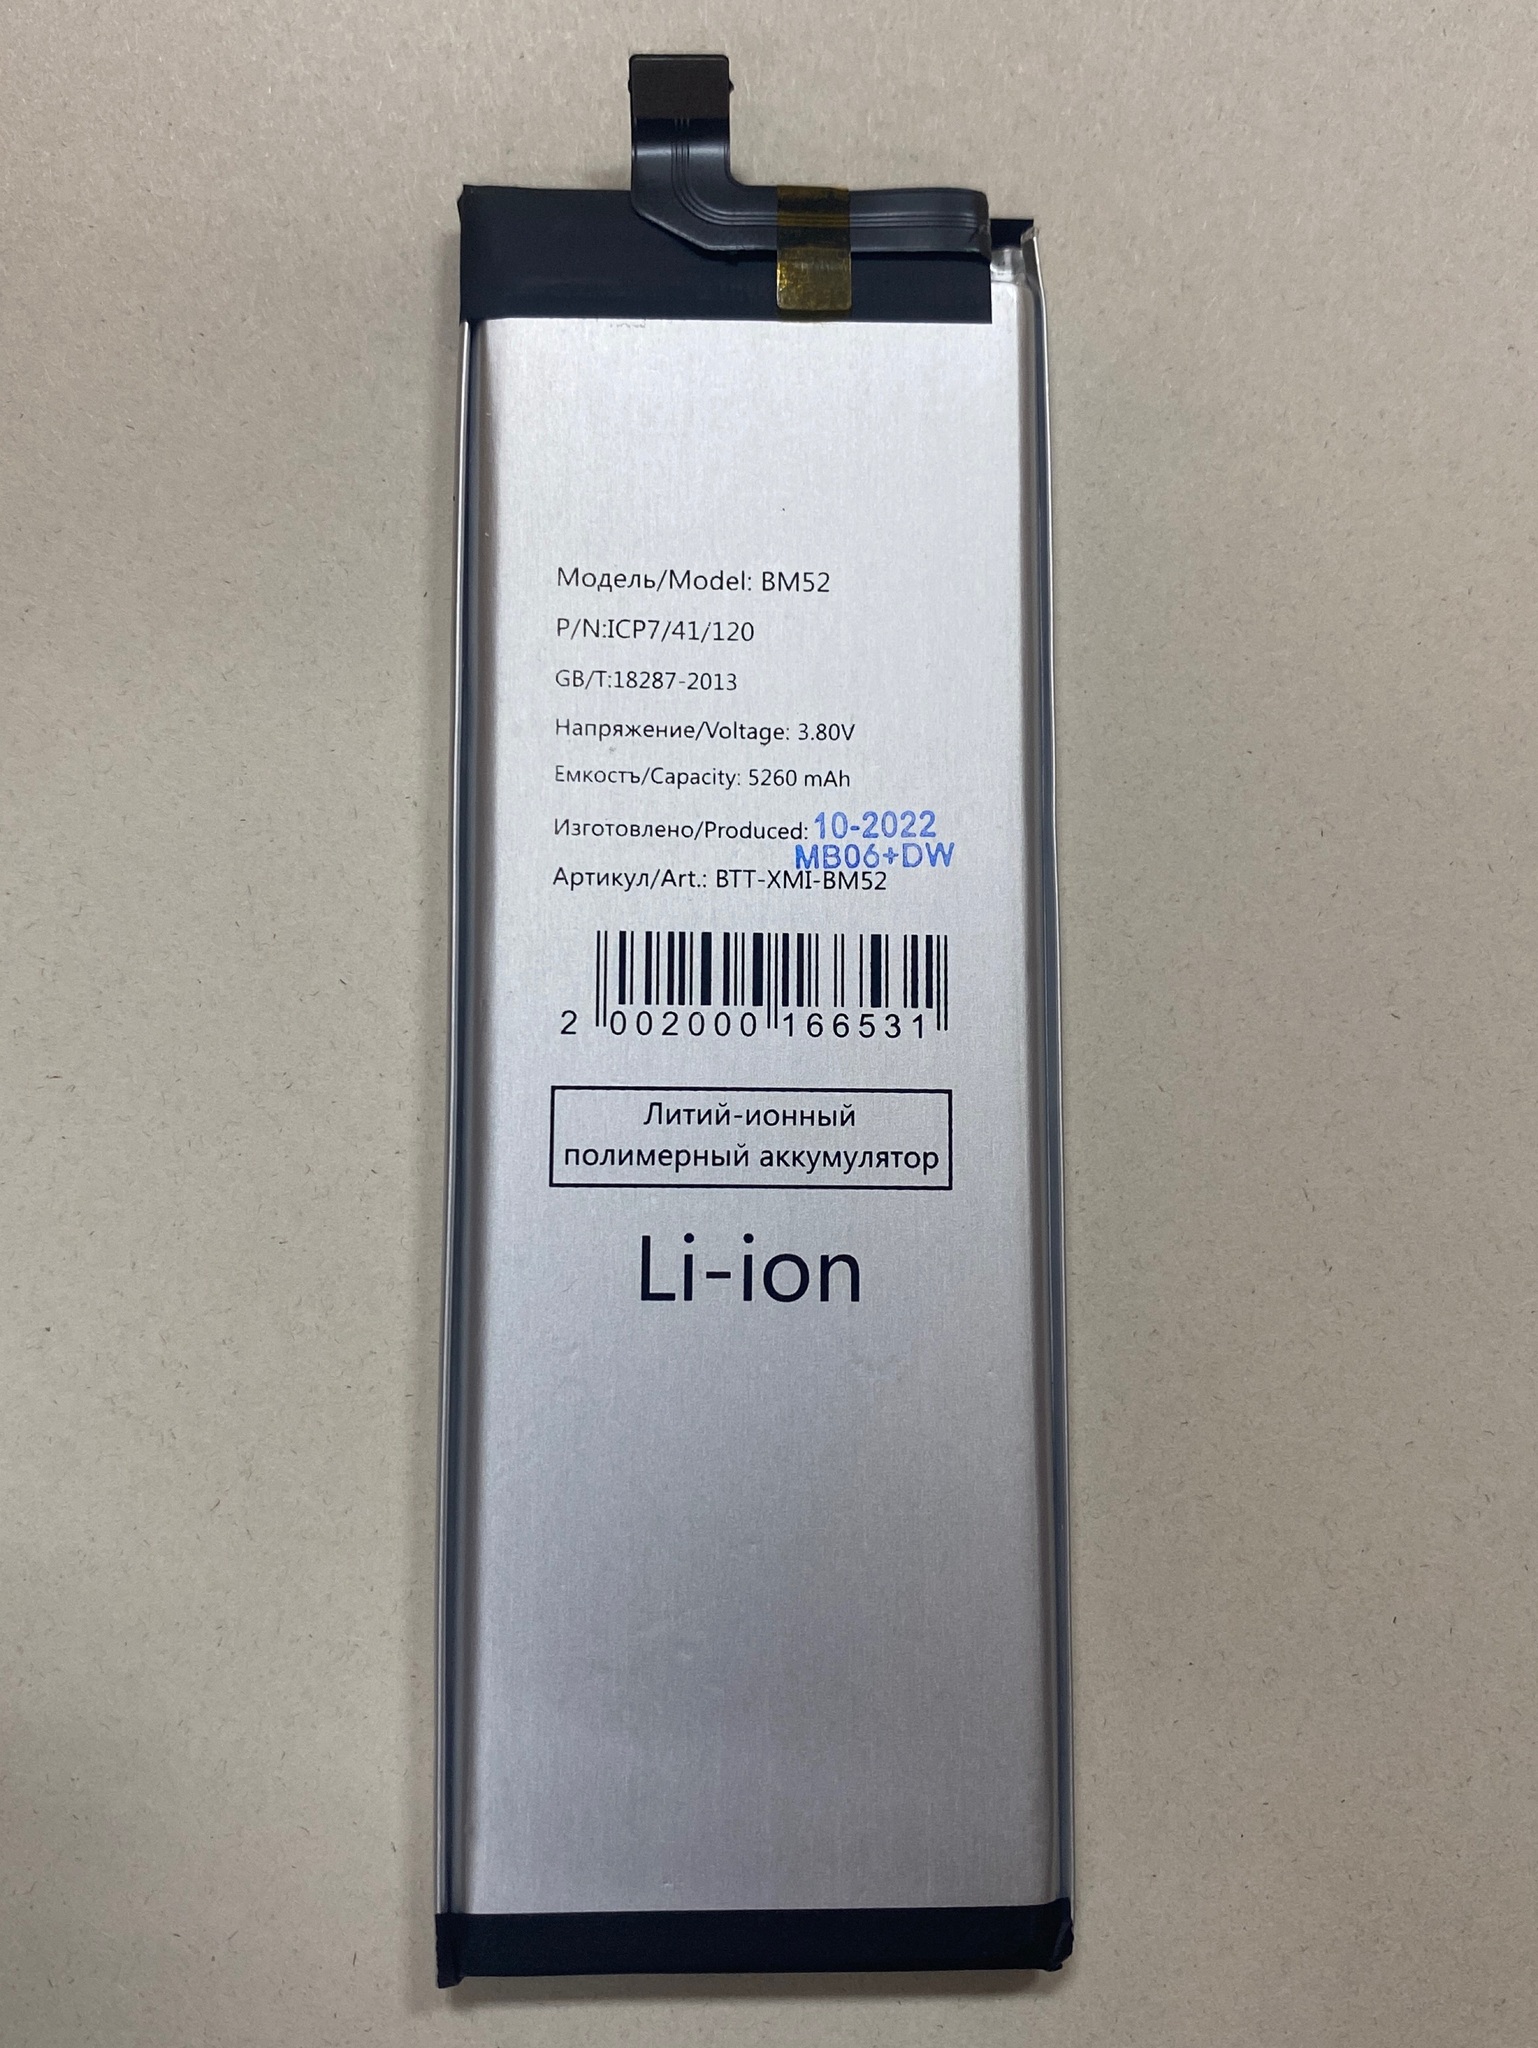 Модель/Model: BM52
P/N:ICP7/41/120
GB/T:18287-2013
Напряжение/Voltage: 3.80V
Емкостъ/Capacity: 5260 mAh
Изготовлено/Produced: 10-2022
MB06+DW
Артикул/Art.: BTT-XMI-BM52
2 002000 166531
Литий-ионный
полимерный аккумулятор
Li-ion